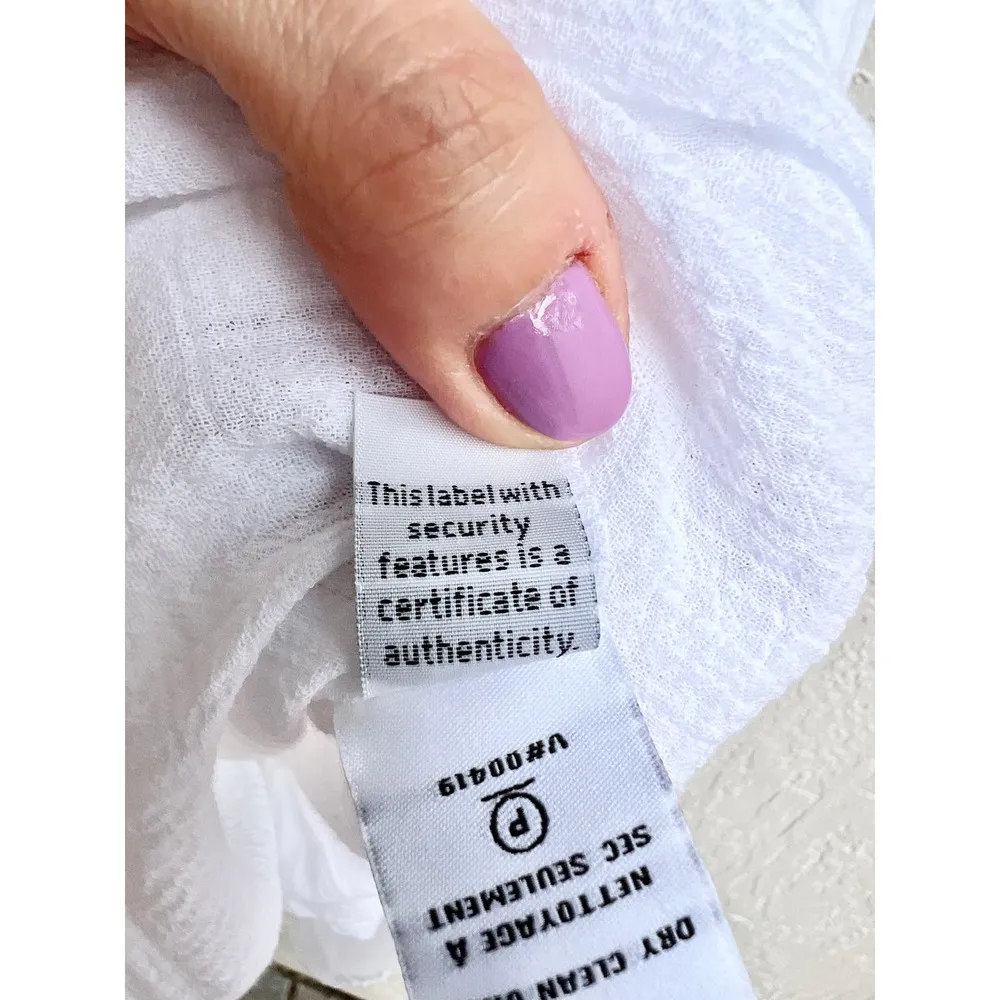 This label with
security
features is a
certificate of
authenticity.
DRY CLEAN
NETTOYAGE À
SEC SEULEMENT
P
V#00419